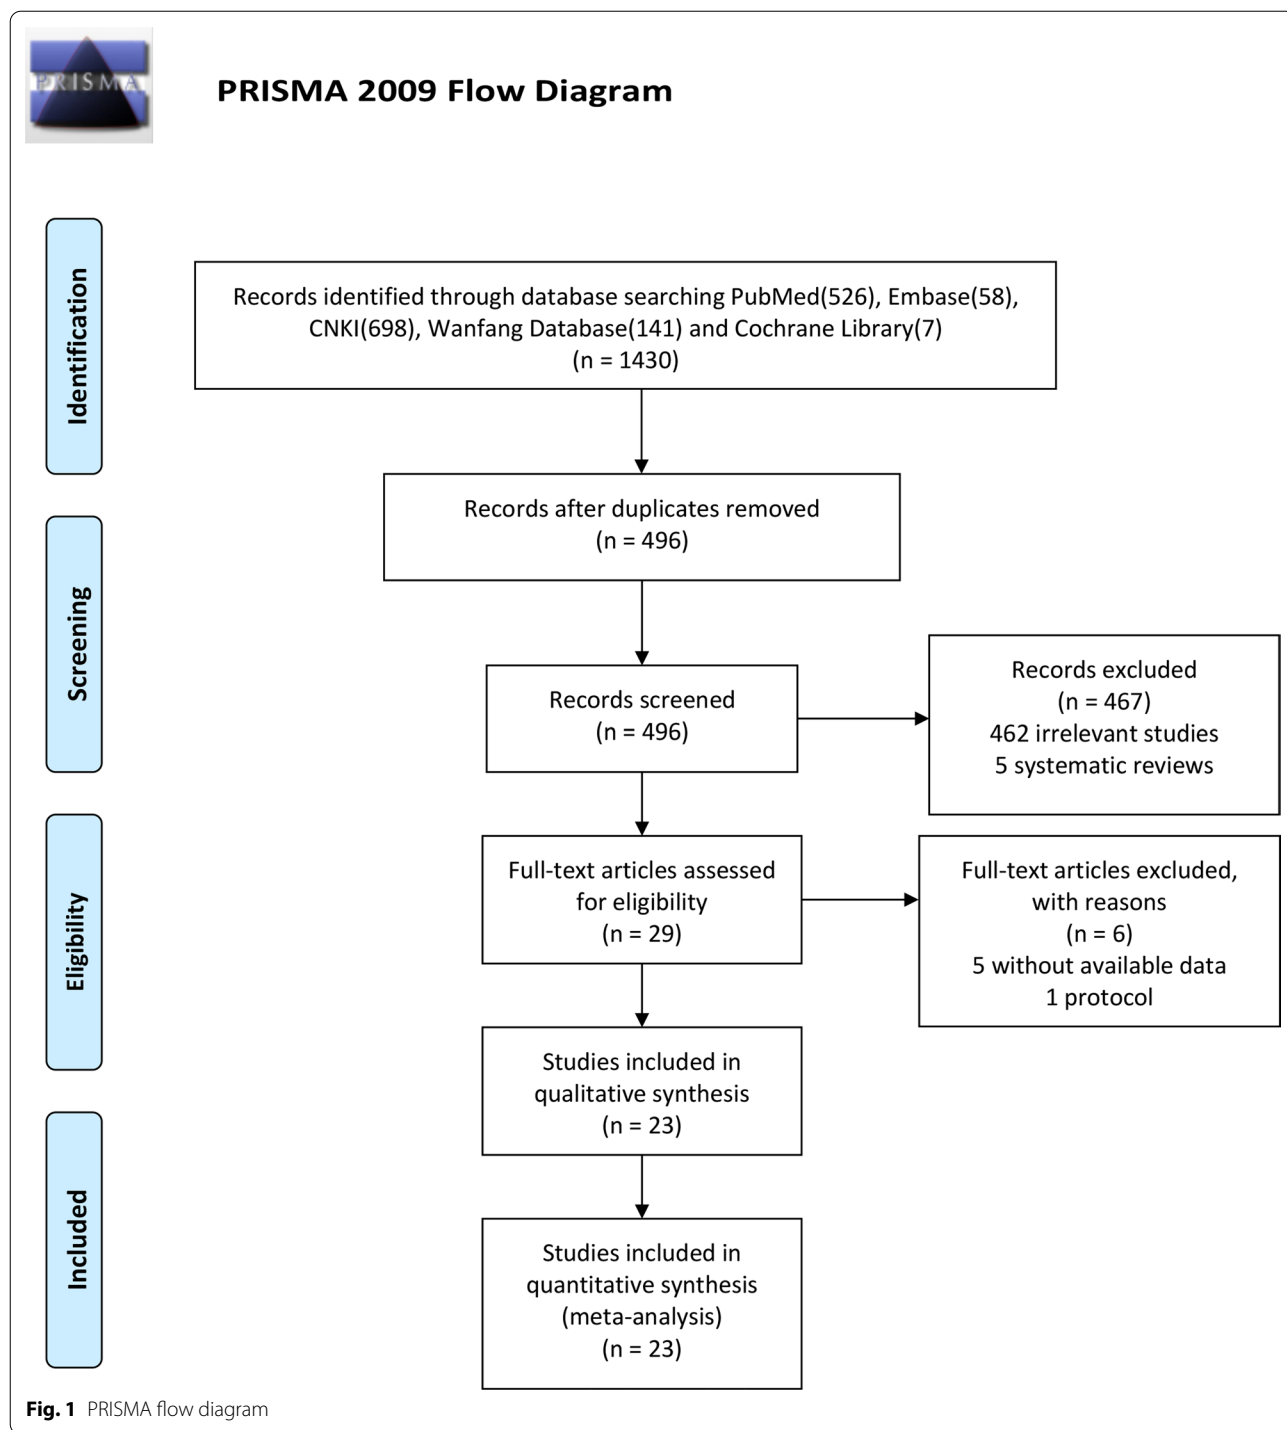 PRISMA
PRISMA 2009 Flow Diagram
Identification
Records identified through database searching PubMed(526), Embase(58),
CNKI(698), Wanfang Database(141) and Cochrane Library(7)
(n = 1430)
Records after duplicates removed
(n = 496)
Screening
Records screened
(n = 496)
Records excluded
(n = 467)
462 irrelevant studies
5 systematic reviews
Eligibility
Full-text articles assessed
for eligibility
(n = 29)
Full-text articles excluded,
with reasons
(n = 6)
5 without available data
1 protocol
Studies included in
qualitative synthesis
(n = 23)
Included
Studies included in
quantitative synthesis
(meta-analysis)
(n = 23)
Fig. 1 PRISMA flow diagram